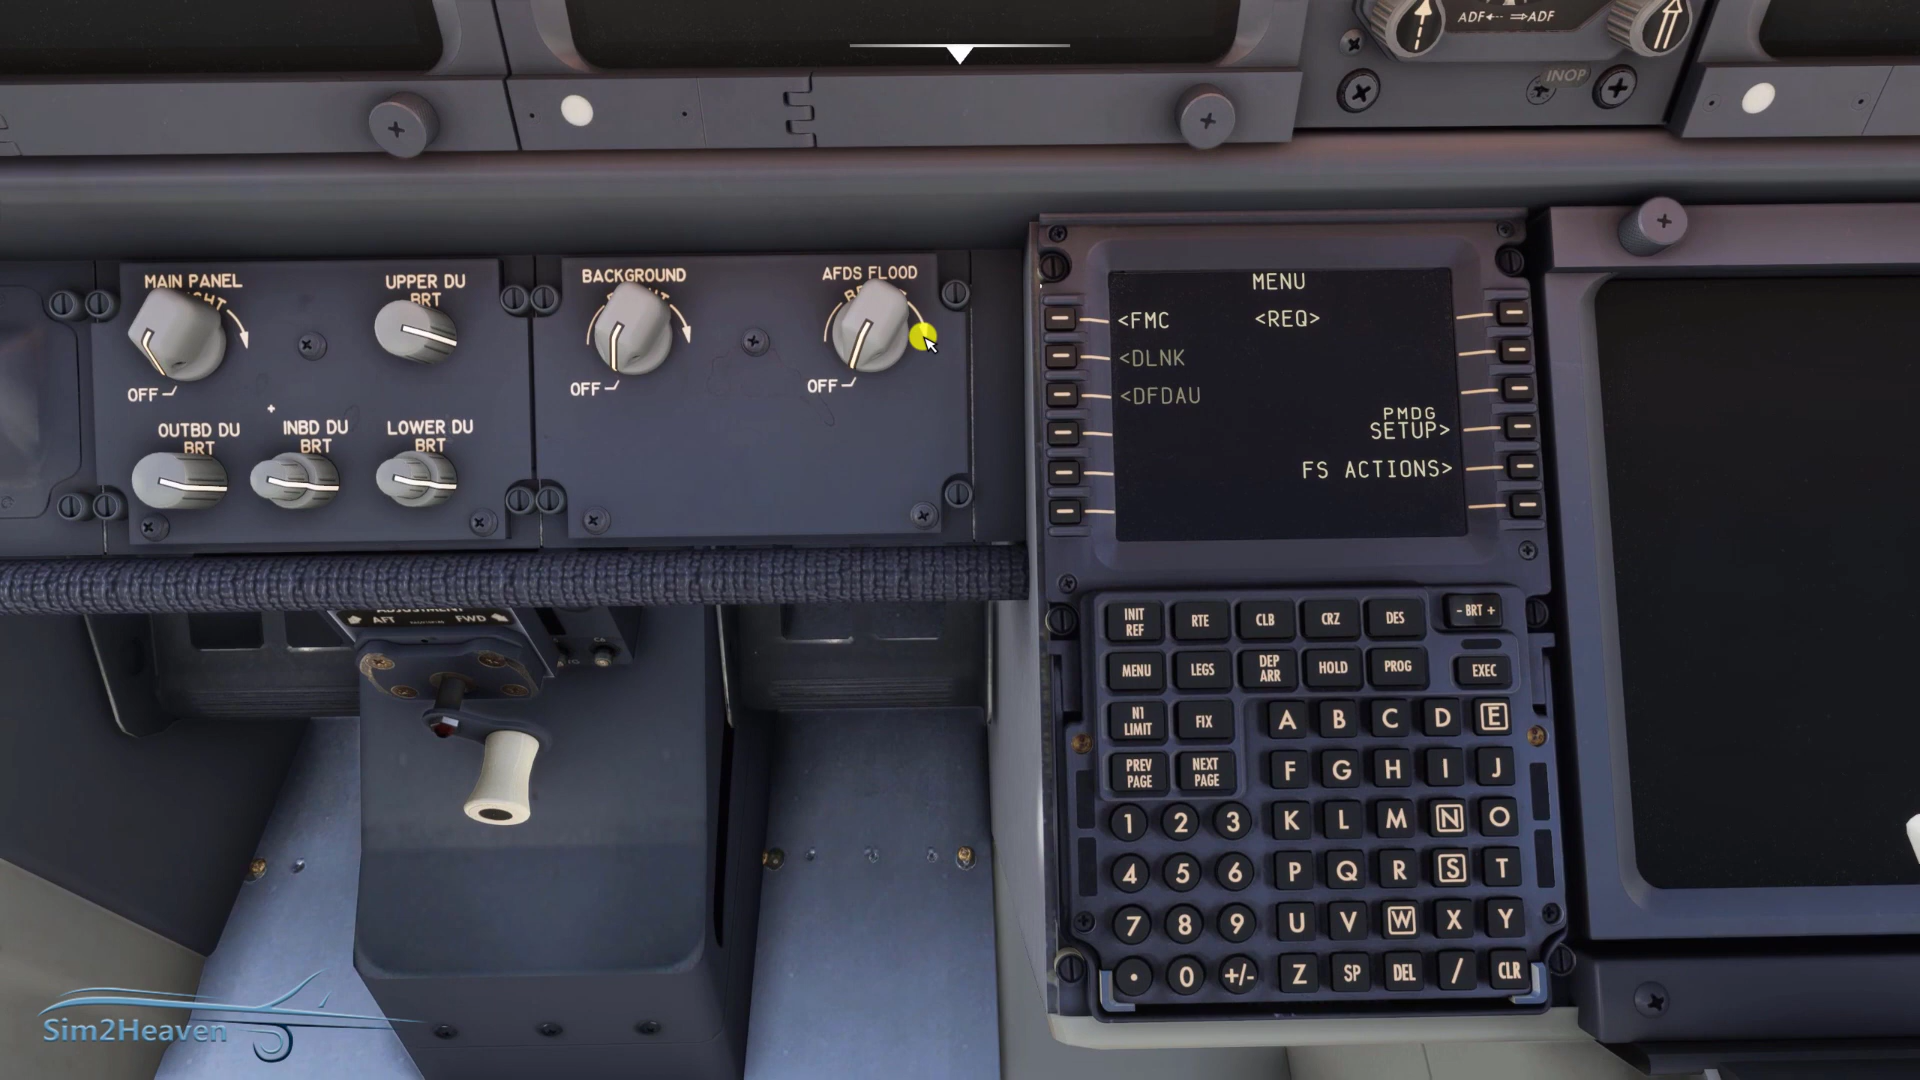 ADF ADF
INOP
MAIN PANEL
UPPER DU
BRT
OFF
OUTBD DU
BRT
INBD DU
BRT
LOWER DU
BRT
BACKGROUND
OFF
AFDS FLOOD
OFF
MENU
<FMC <REQ>
<DLNK
<DFDAU
PMDG
SETUP>
FS ACTIONS>
AFT FWD
INIT
REF
RTE
CLB
CRZ
DES
- BRT +
MENU
LEGS
DEP
ARR
HOLD
PROG
EXEC
N1
LIMIT
FIX
A B C D E
PREV
PAGE
NEXT
PAGE
F G H I J
1 2 3 K L M N O
4 5 6 P Q R S T
7 8 9 U V W X Y
. 0 +/- Z SP DEL / CLR
Sim2Heaven